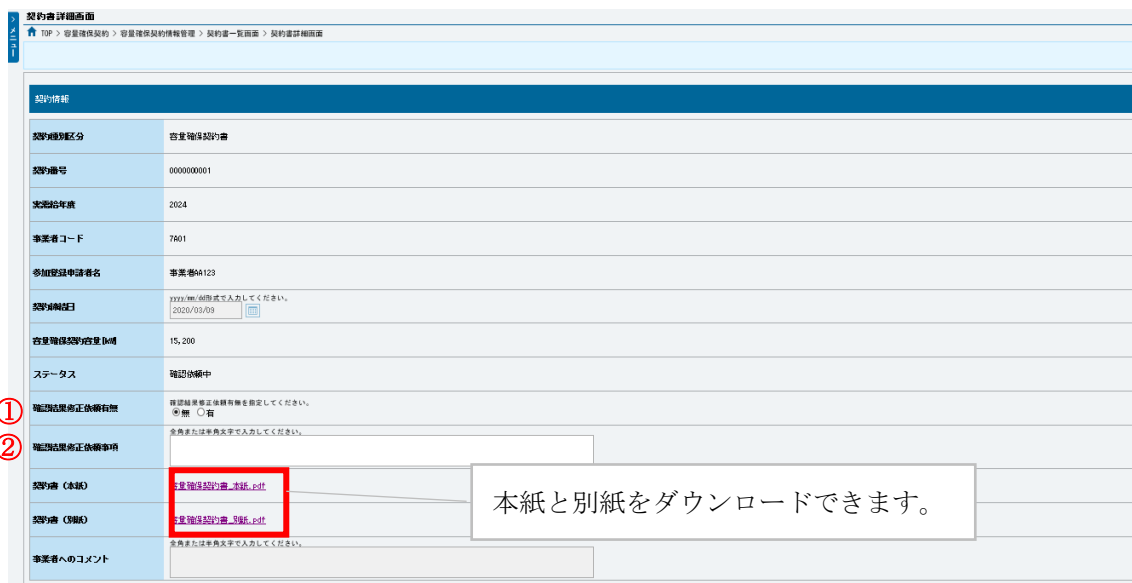 契約書詳細画面
> メニュー
TOP > 容量確保契約 > 容量確保契約情報管理 > 契約書一覧画面 > 契約書詳細画面
契約情報
契約種別区分 容量確保契約書
契約番号 0000000001
実需給年度 2024
事業者コード 7A01
参加登録申請者名 事業者AA123
契約締結日 yyyy/mm/dd形式で入力してください。
2020/03/09
容量確保契約容量[kW] 15,200
ステータス 確認依頼中
① 確認結果修正依頼有無 確認結果修正依頼有無を指定してください。
無 有
② 確認結果修正依頼事項 全角または半角文字で入力してください。
契約書（本紙） 容量確保契約書_本紙.pdf
本紙と別紙をダウンロードできます。
契約書（別紙） 容量確保契約書_別紙.pdf
事業者へのコメント 全角または半角文字で入力してください。